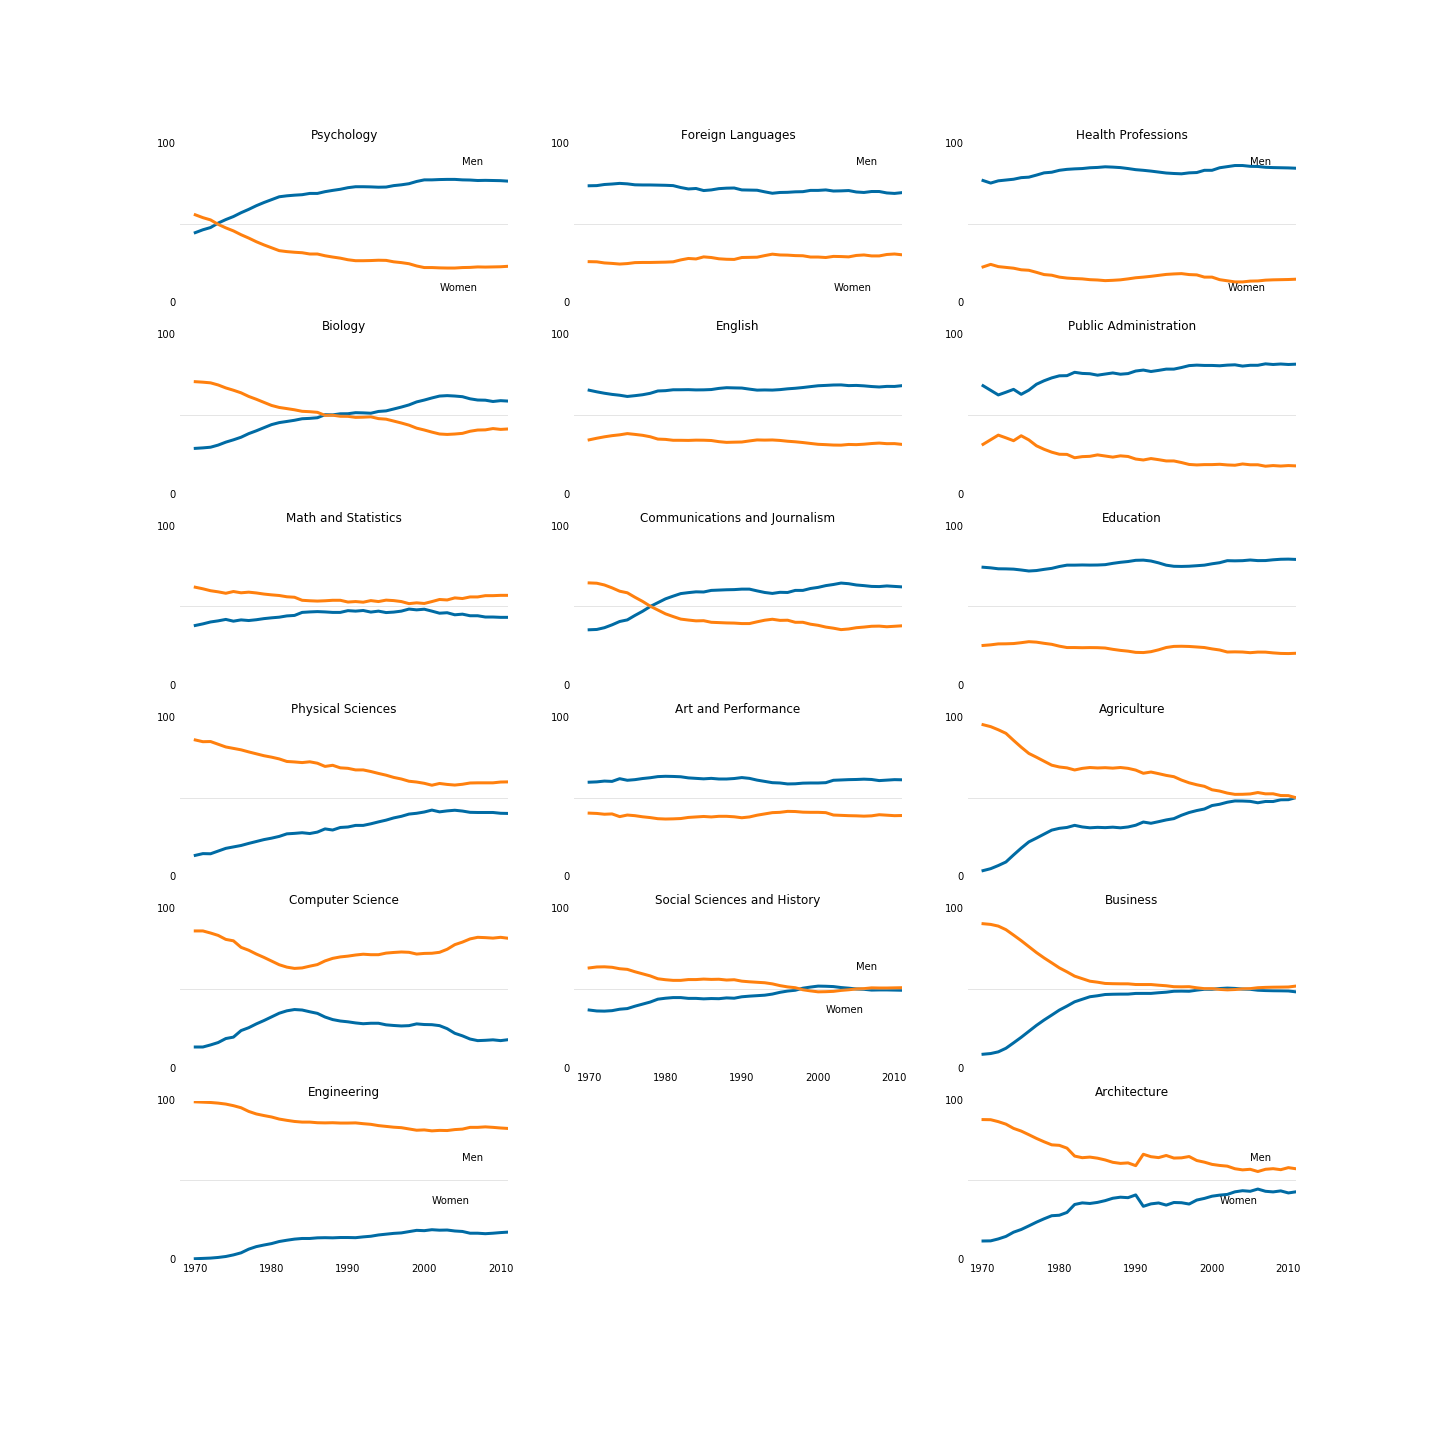 Psychology Foreign Languages Health Professions
100 100 100
Men Men Men
Women Women Women
0 0 0
Biology English Public Administration
100 100 100
0 0 0
Math and Statistics Communications and Journalism Education
100 100 100
0 0 0
Physical Sciences Art and Performance Agriculture
100 100 100
0 0 0
Computer Science Social Sciences and History Business
100 100 100
Men
Women
0 0 0
1970 1980 1990 2000 2010
Engineering Architecture
100 100
Men Men
Women Women
0 0
1970 1980 1990 2000 2010 1970 1980 1990 2000 2010